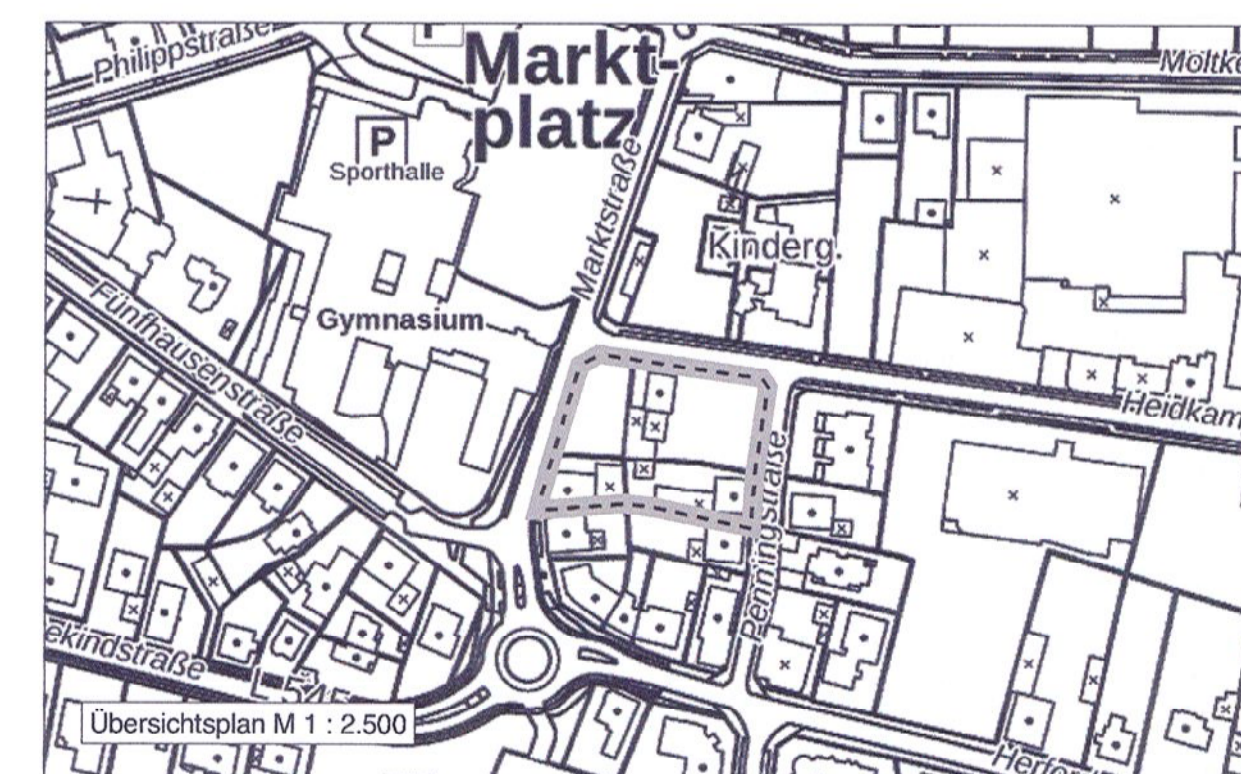 Philippstraße
Markt-
platz
Moltke
P
Sporthalle
Marktstraße
Kinderg.
Fünfhausenstraße
Gymnasium
Heidkam
Penningstraße
ekindstraße
Übersichtsplan M 1 : 2.500